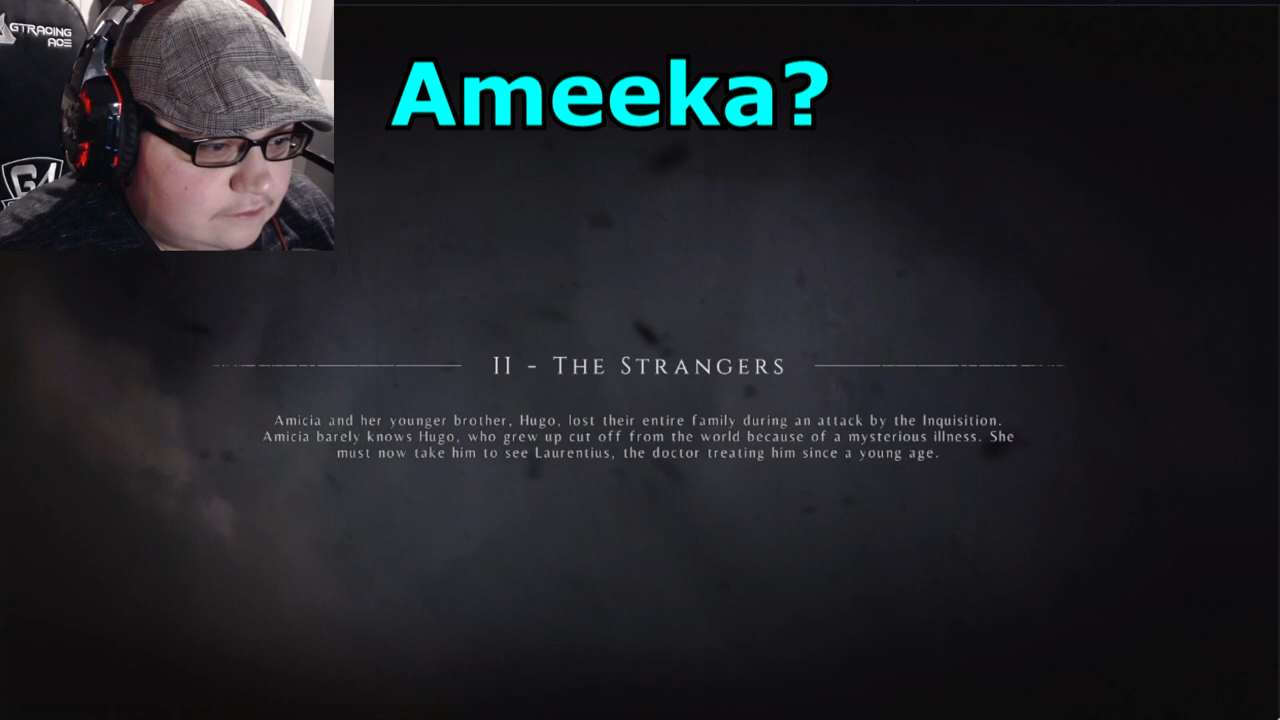 GTRACING
ACE
Ameeka?
II - The Strangers
Amicia and her younger brother, Hugo, lost their entire family during an attack by the Inquisition.
Amicia barely knows Hugo, who grew up cut off from the world because of a mysterious illness. She
must now take him to see Laurentius, the doctor treating him since a young age.